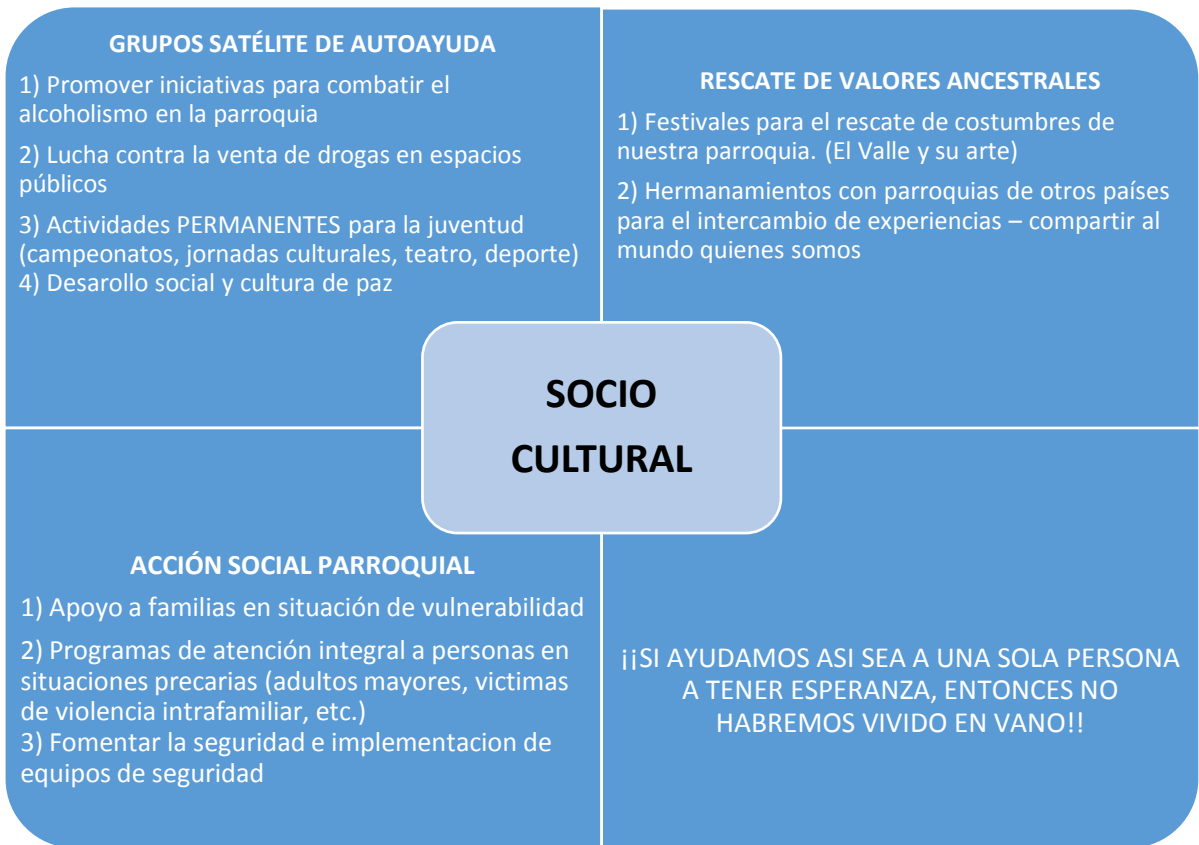 GRUPOS SATÉLITE DE AUTOAYUDA
1) Promover iniciativas para combatir el
alcoholismo en la parroquia
2) Lucha contra la venta de drogas en espacios
públicos
3) Actividades PERMANENTES para la juventud
(campeonatos, jornadas culturales, teatro, deporte)
4) Desarollo social y cultura de paz
RESCATE DE VALORES ANCESTRALES
1) Festivales para el rescate de costumbres de
nuestra parroquia. (El Valle y su arte)
2) Hermanamientos con parroquias de otros países
para el intercambio de experiencias – compartir al
mundo quienes somos
SOCIO
CULTURAL
ACCIÓN SOCIAL PARROQUIAL
1) Apoyo a familias en situación de vulnerabilidad
2) Programas de atención integral a personas en
situaciones precarias (adultos mayores, victimas
de violencia intrafamiliar, etc.)
3) Fomentar la seguridad e implementacion de
equipos de seguridad
¡¡SI AYUDAMOS ASI SEA A UNA SOLA PERSONA
A TENER ESPERANZA, ENTONCES NO
HABREMOS VIVIDO EN VANO!!